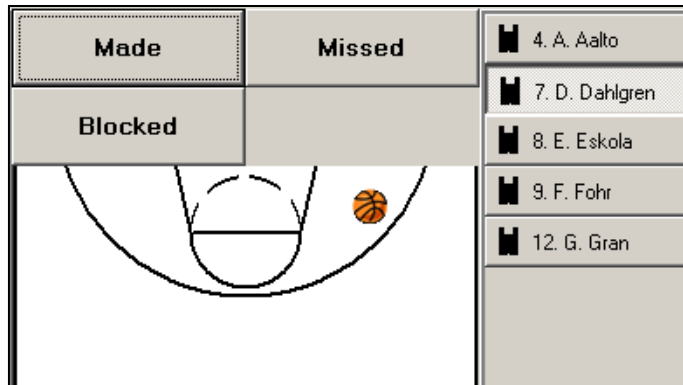 Made
Missed
Blocked
4. A. Aalto
7. D. Dahlgren
8. E. Eskola
9. F. Fohr
12. G. Gran